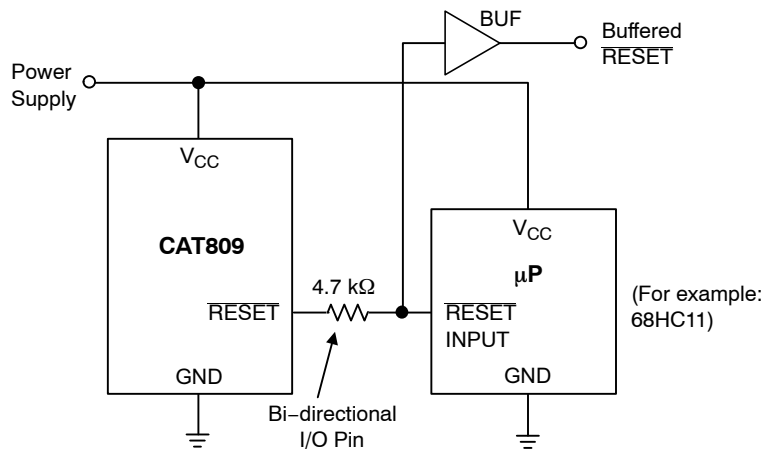 BUF
Buffered
RESET
Power
Supply
VCC
CAT809
RESET
GND
4.7 kΩ
Bi−directional
I/O Pin
VCC
μP
RESET
INPUT
GND
(For example:
68HC11)